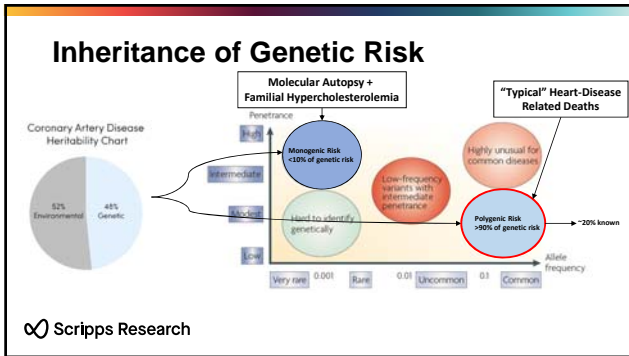 Inheritance of Genetic Risk
Molecular Autopsy +
Familial Hypercholesterolemia
"Typical" Heart-Disease
Related Deaths
Coronary Artery Disease
Heritability Chart
52%
Environmental
48%
Genetic
Penetrance
High
Intermediate
Modest
Low
Monogenic Risk
<10% of genetic risk
Hard to identify
genetically
Low-frequency
variants with
intermediate
penetrance
Highly unusual for
common diseases
Polygenic Risk
>90% of genetic risk
~20% known
Allele
frequency
Very rare
0.001
Rare
0.01
Uncommon
0.1
Common
Scripps Research